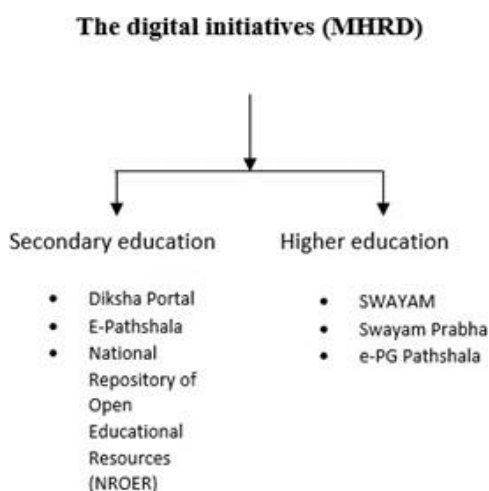 The digital initiatives (MHRD)
Secondary education
• Diksha Portal
• E-Pathshala
• National
Repository of
Open
Educational
Resources
(NROER)
Higher education
• SWAYAM
• Swayam Prabha
• e-PG Pathshala